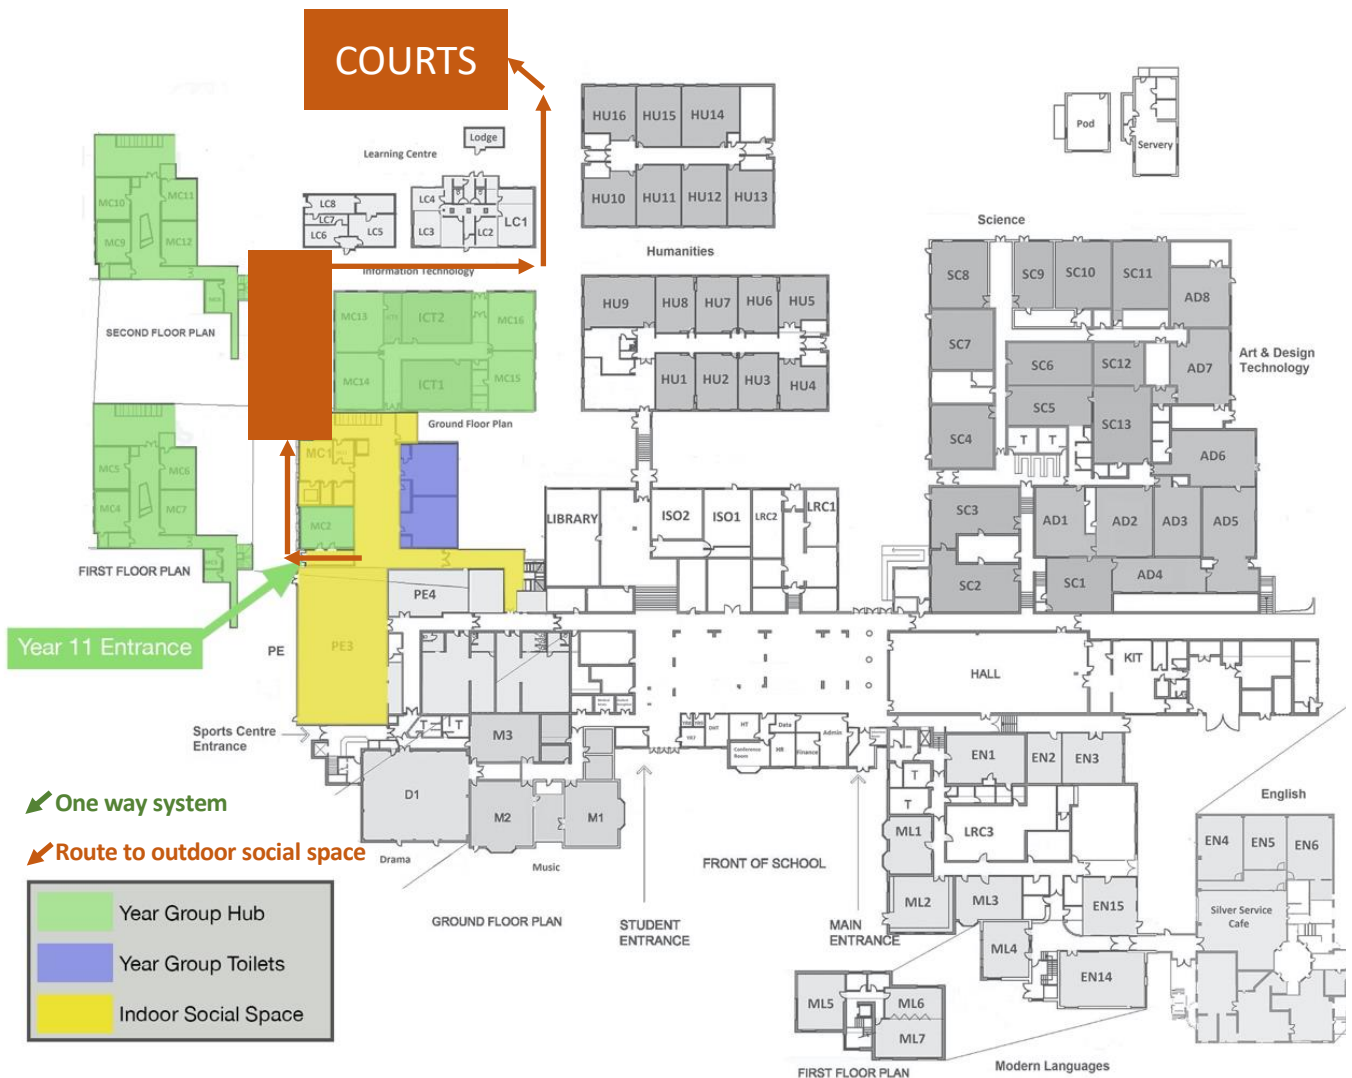 COURTS
Lodge
Learning Centre
LC8
LC7
LC6
LC5
LC4
LC3
LC2
LC1
Information Technology
HU16
HU15
HU14
HU10
HU11
HU12
HU13
Humanities
Pod
Servery
MC10
MC11
MC9
MC12
SECOND FLOOR PLAN
MC13
ICT2
MC16
MC14
ICT1
MC15
Ground Floor Plan
HU9
HU8
HU7
HU6
HU5
HU1
HU2
HU3
HU4
Science
SC8
SC9
SC10
SC11
AD8
SC7
SC6
SC12
AD7
Art & Design
Technology
SC5
SC4
T
T
SC13
AD6
MC5
MC6
MC4
MC7
FIRST FLOOR PLAN
MC1
MC2
LIBRARY
ISO2
ISO1
LRC2
LRC1
SC3
AD1
AD2
AD3
AD5
SC2
SC1
AD4
Year 11 Entrance
PE
PE4
PE3
HALL
KIT
Sports Centre
Entrance
T
T
M3
D1
M2
M1
Drama
Music
HT
Data
Admin
Conference
Room
HR
Finance
EN1
EN2
EN3
T
T
ML1
LRC3
ML2
ML3
EN15
ML4
EN14
English
EN4
EN5
EN6
Silver Service
Cafe
FRONT OF SCHOOL
GROUND FLOOR PLAN
STUDENT
ENTRANCE
MAIN
ENTRANCE
ML5
ML6
ML7
FIRST FLOOR PLAN
Modern Languages
One way system
Route to outdoor social space
Year Group Hub
Year Group Toilets
Indoor Social Space